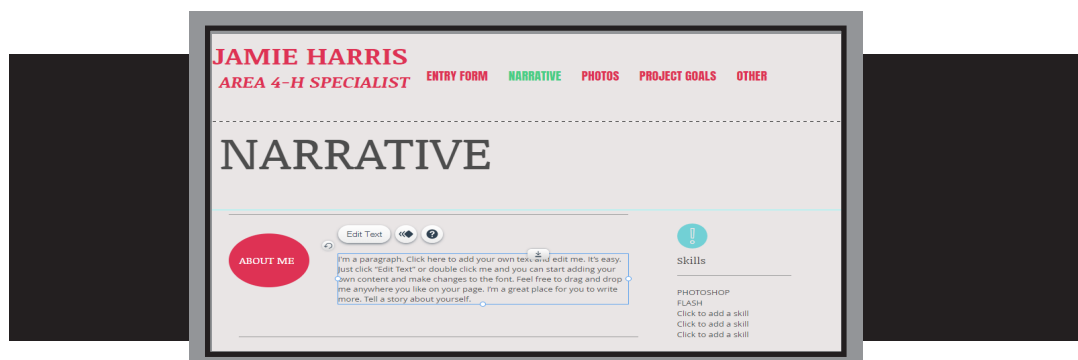 JAMIE HARRIS
AREA 4-H SPECIALIST
ENTRY FORM NARRATIVE PHOTOS PROJECT GOALS OTHER
NARRATIVE
Edit Text
?
ABOUT ME
I'm a paragraph. Click here to add your own text and edit me. It's easy.
Just click "Edit Text" or double click me and you can start adding your
own content and make changes to the font. Feel free to drag and drop
me anywhere you like on your page. I'm a great place for you to write
more. Tell a story about yourself.
!
Skills
PHOTOSHOP
FLASH
Click to add a skill
Click to add a skill
Click to add a skill